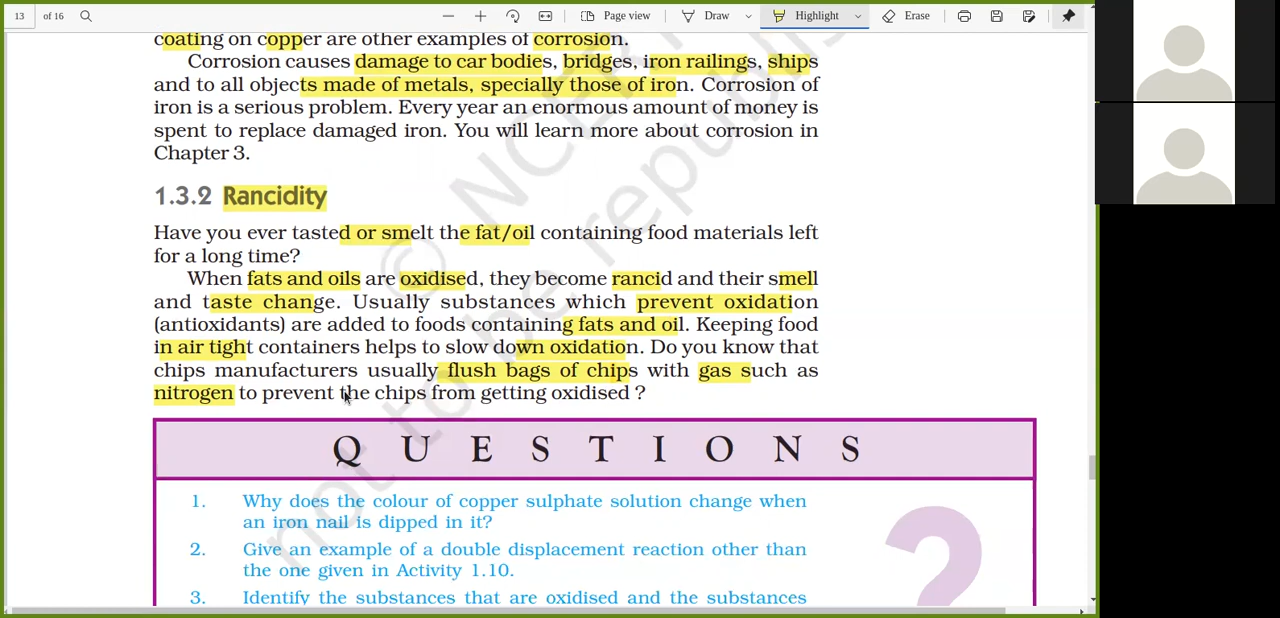 13 of 16 Page view Draw Highlight Erase
coating on copper are other examples of corrosion.
Corrosion causes damage to car bodies, bridges, iron railings, ships
and to all objects made of metals, specially those of iron. Corrosion of
iron is a serious problem. Every year an enormous amount of money is
spent to replace damaged iron. You will learn more about corrosion in
Chapter 3.
1.3.2 Rancidity
Have you ever tasted or smelt the fat/oil containing food materials left
for a long time?
When fats and oils are oxidised, they become rancid and their smell
and taste change. Usually substances which prevent oxidation
(antioxidants) are added to foods containing fats and oil. Keeping food
in air tight containers helps to slow down oxidation. Do you know that
chips manufacturers usually flush bags of chips with gas such as
nitrogen to prevent the chips from getting oxidised ?
QUESTIONS
1. Why does the colour of copper sulphate solution change when
an iron nail is dipped in it?
2. Give an example of a double displacement reaction other than
the one given in Activity 1.10.
3. Identify the substances that are oxidised and the substances
?
© NCER
not to be republis